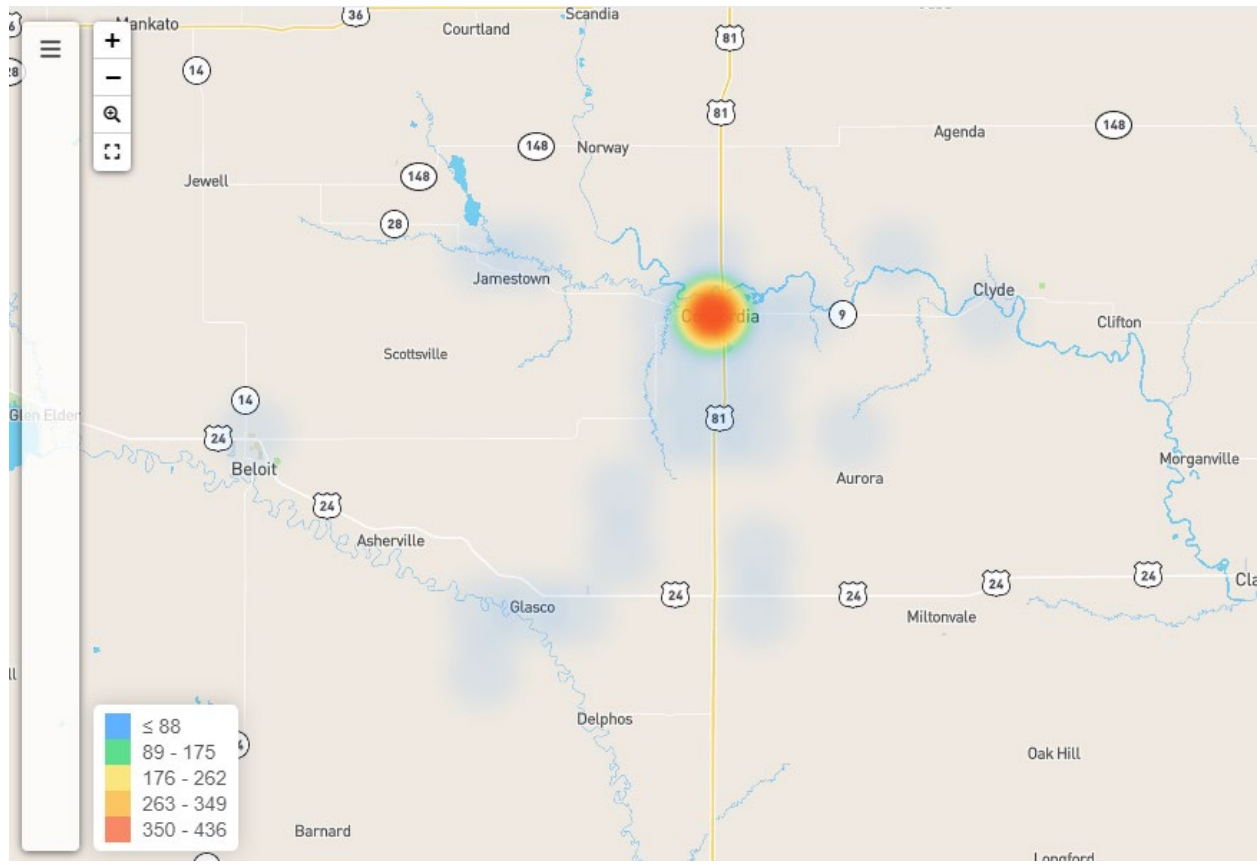 36
Scandia
Mankato
Courtland
81
28
14
+
−
81
148
Agenda
148
Norway
148
Jewell
28
Jamestown
Clyde
9
Clifton
Scottsville
14
Glen Elder
24
81
Beloit
Morganville
Aurora
24
Asherville
24
24
24
24
Glasco
Miltonvale
Delphos
Oak Hill
Barnard
≤ 88
89 - 175
176 - 262
263 - 349
350 - 436